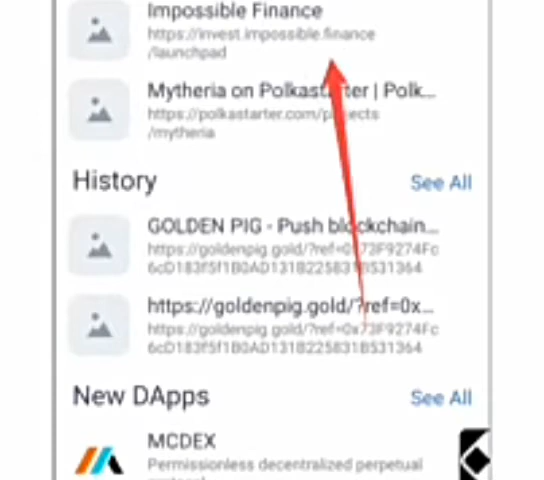 Impossible Finance
https://invest.impossible.finance
/launchpad
Mytheria on Polkastarter | Polk...
https://polkastarter.com/projects
/mytheria
History
See All
GOLDEN PIG - Push blockchain...
https://goldenpig.gold/?ref=0x73F9274Fc
https://goldenpig.gold/?ref=0x...
https://goldenpig.gold/?ref=0x73F9274Fc
New DApps
See All
MCDEX
Permissionless decentralized perpetual